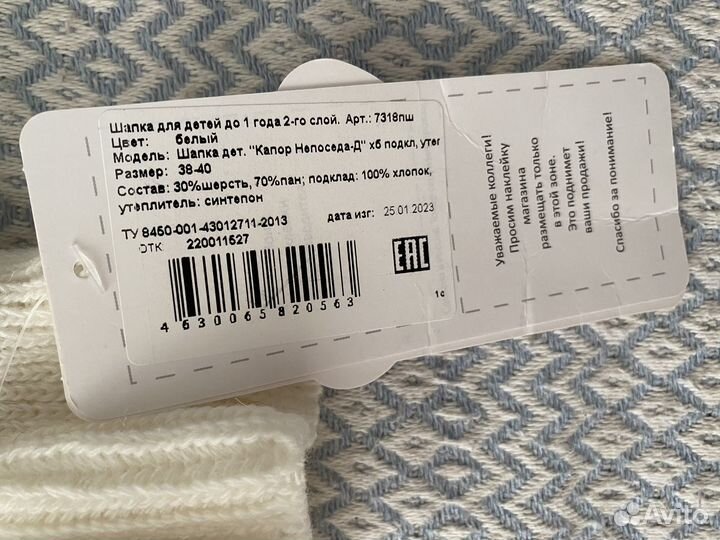 Шапка для детей до 1 года 2-го слой. Арт.: 7318пш
Цвет: белый
Модель: Шапка дет. "Капор Непоседа-Д" хб подкл, утег
Размер: 38-40
Состав: 30%шерсть, 70%пан; подклад: 100% хлопок,
утеплитель: синтепон
ТУ 8450-001-43012711-2013
дата изг: 25.01.2023
ОТК 220011527
EAC
4630065820563
1с
Уважаемые коллеги!
Просим наклейку
магазина
размещать только
в этой зоне.
Это поднимет
ваши продажи!
Спасибо за понимание!
Avito